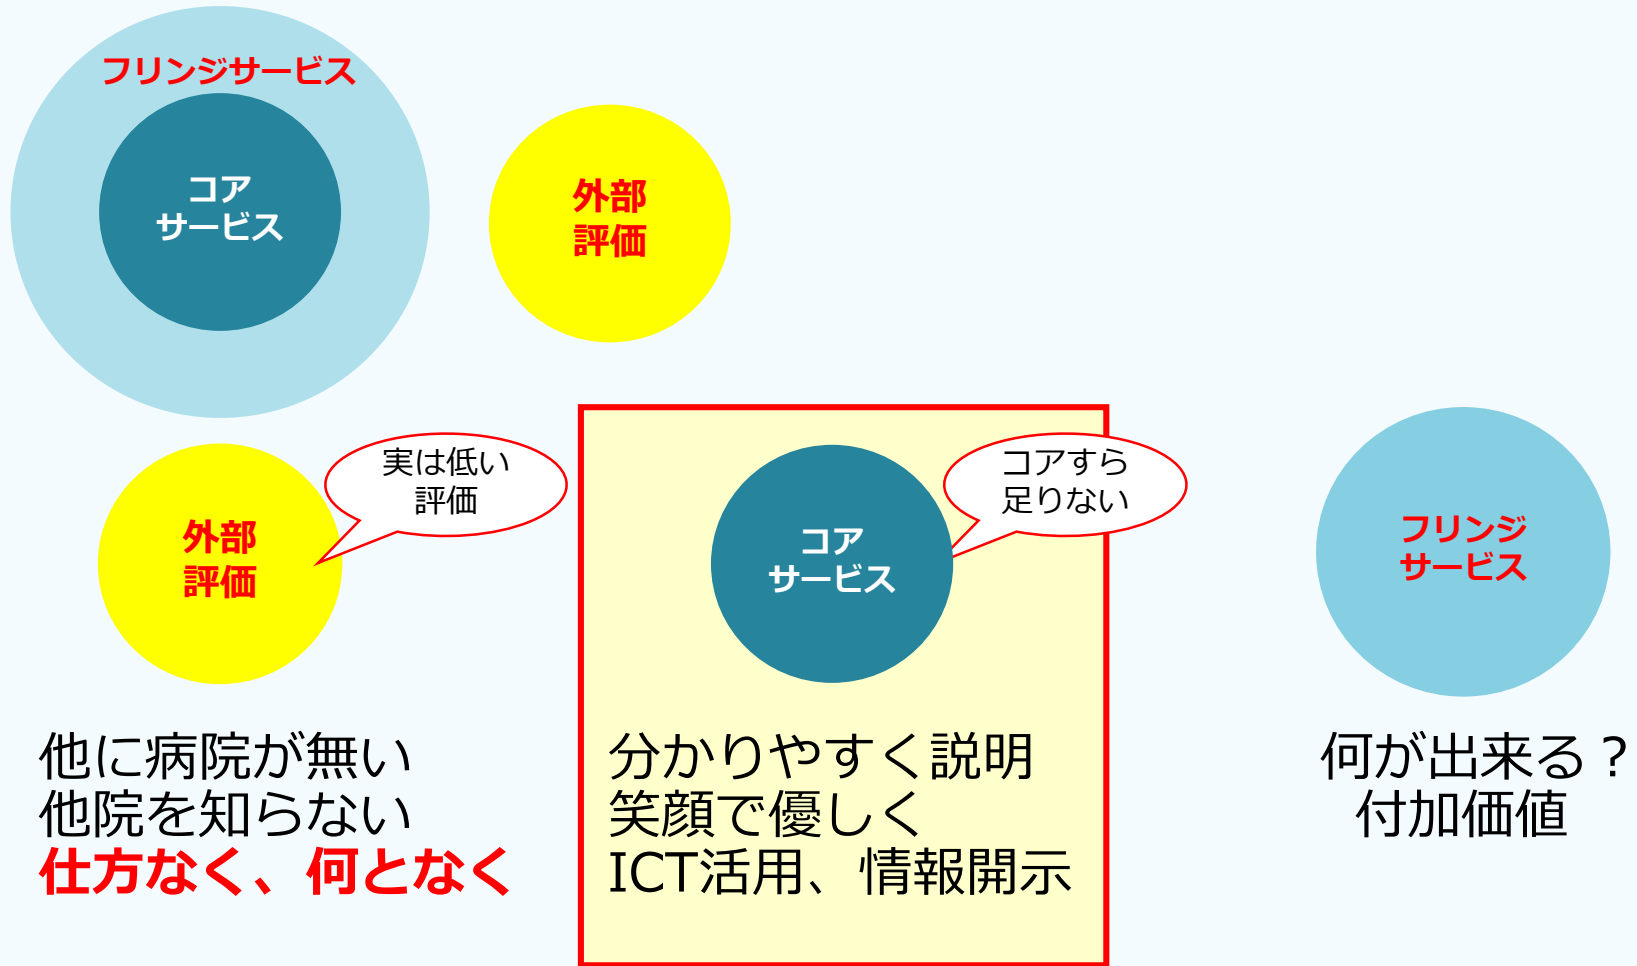 フリンジサービス
コア
サービス
外部
評価
外部
評価
実は低い
評価
他に病院が無い
他院を知らない
仕方なく、何となく
コア
サービス
コアすら
足りない
分かりやすく説明
笑顔で優しく
ICT活用、情報開示
フリンジ
サービス
何が出来る？
付加価値